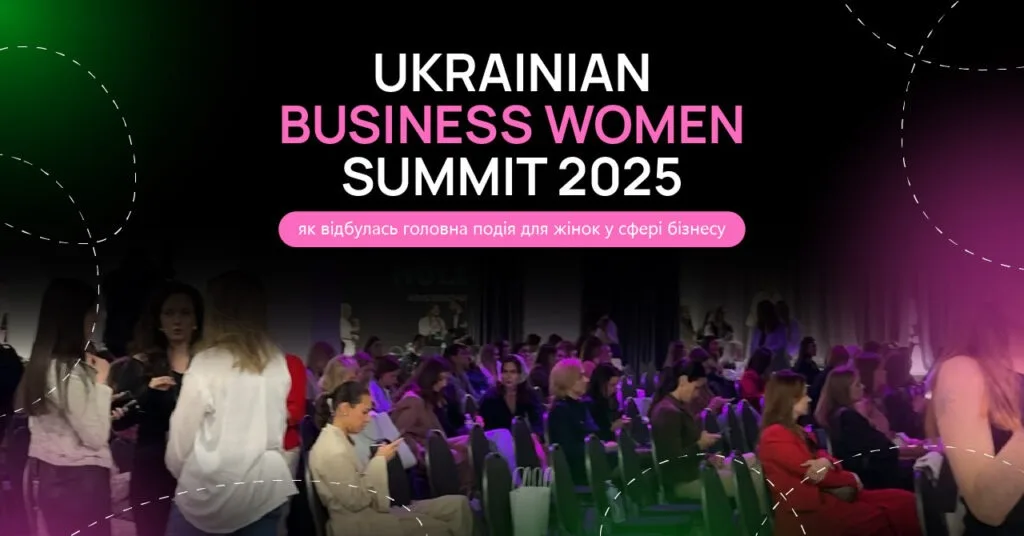 UKRAINIAN
BUSINESS WOMEN
SUMMIT 2025
як відбулась головна подія для жінок у сфері бізнесу